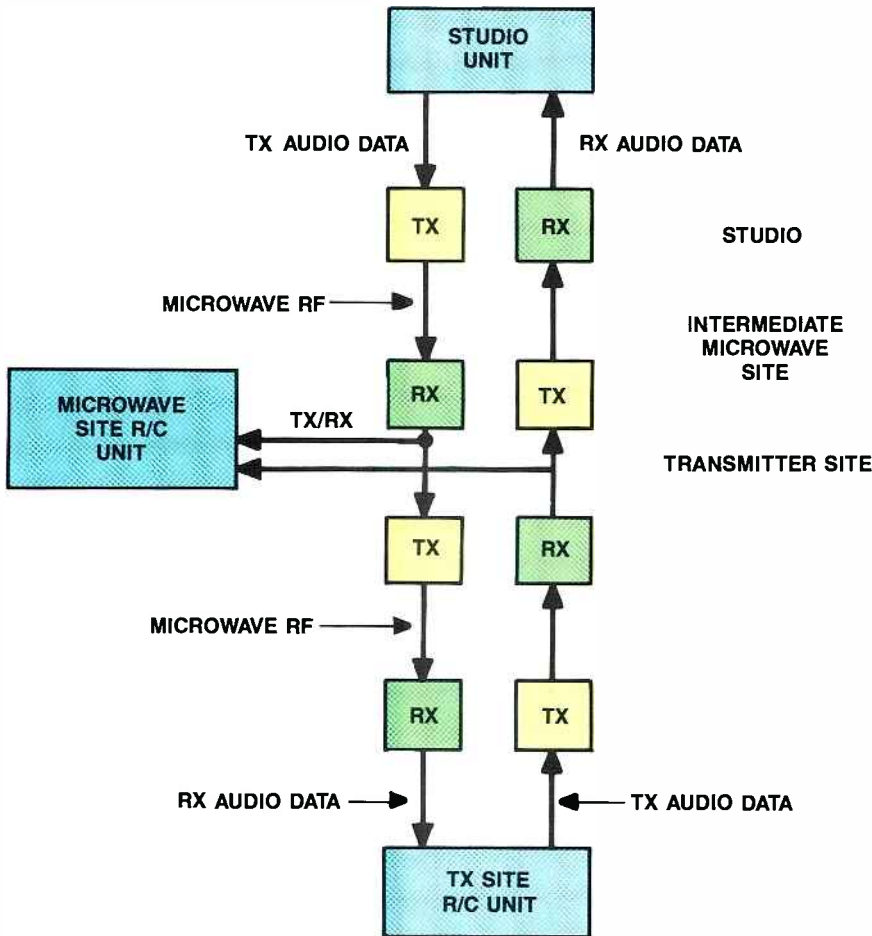 STUDIO
UNIT
TX AUDIO DATA
RX AUDIO DATA
TX
RX
STUDIO
MICROWAVE RF
INTERMEDIATE
MICROWAVE
SITE
RX
TX
MICROWAVE
SITE R/C
UNIT
TX/RX
TRANSMITTER SITE
TX
RX
MICROWAVE RF
RX
TX
RX AUDIO DATA
TX AUDIO DATA
TX SITE
R/C UNIT